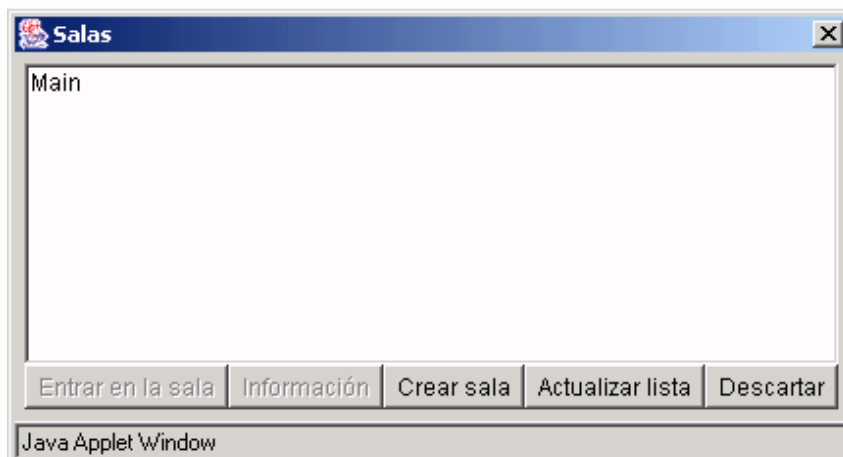 Salas
Main
Entrar en la sala Información Crear sala Actualizar lista Descartar
Java Applet Window